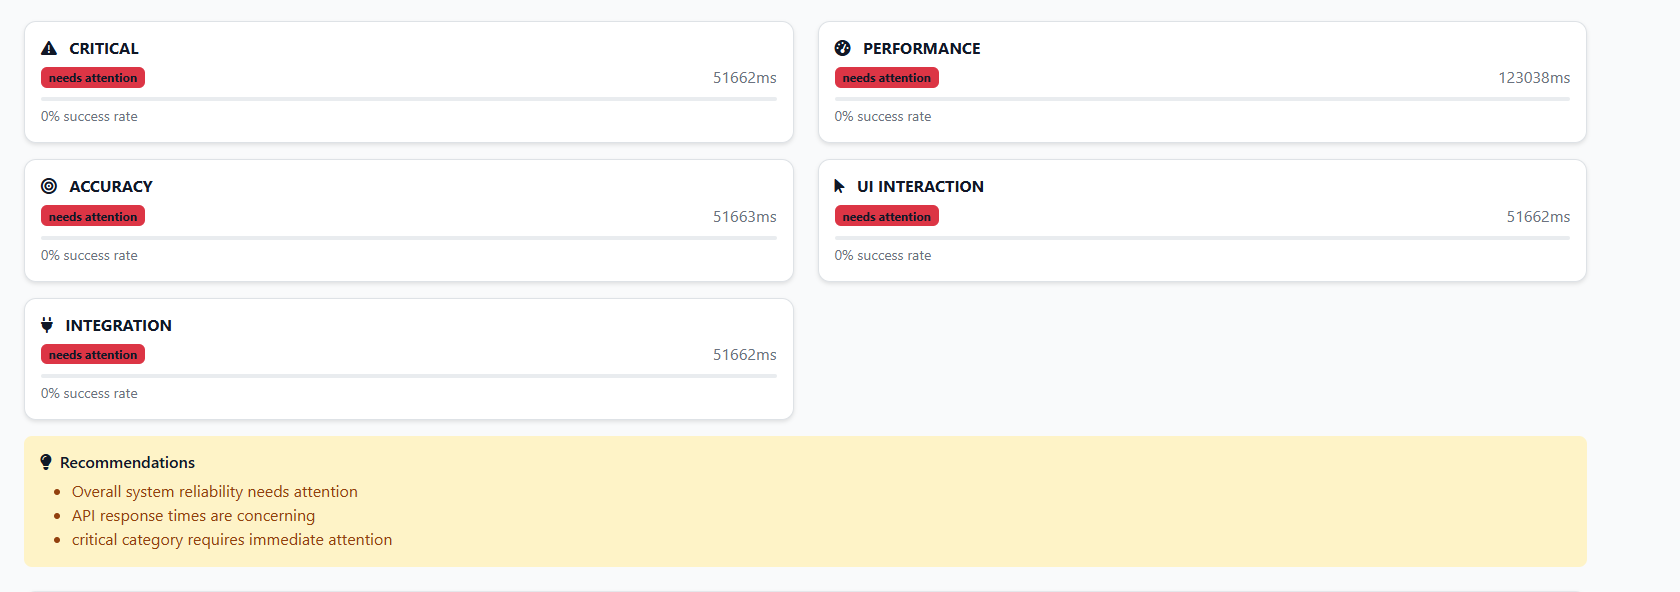 CRITICAL
needs attention
51662ms
0% success rate
PERFORMANCE
needs attention
123038ms
0% success rate
ACCURACY
needs attention
51663ms
0% success rate
UI INTERACTION
needs attention
51662ms
0% success rate
INTEGRATION
needs attention
51662ms
0% success rate
Recommendations
• Overall system reliability needs attention
• API response times are concerning
• critical category requires immediate attention